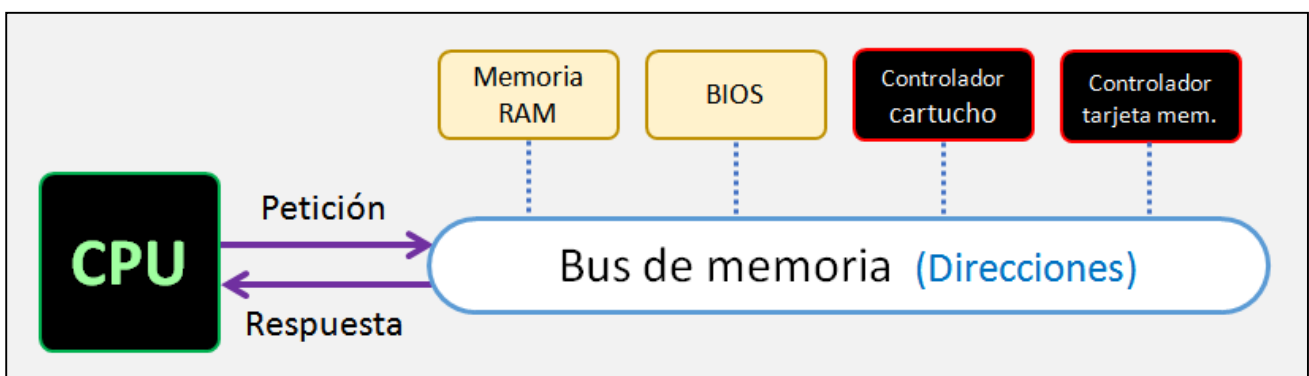 Memoria
RAM
BIOS
Controlador
cartucho
Controlador
tarjeta mem.
Petición
CPU
Bus de memoria (Direcciones)
Respuesta